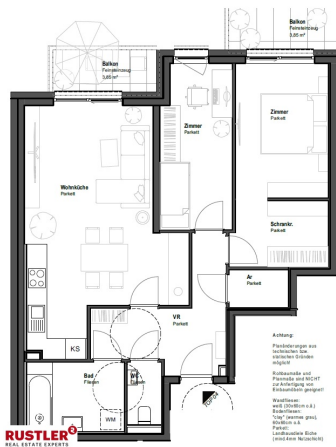 Balkon
Feinsteinzeug
3,85 m²
Balkon
Feinsteinzeug
3,85 m²
Zimmer
Parkett
Zimmer
Parkett
Wohnküche
Parkett
Schrankr.
Parkett
Ar
Parkett
VR
Parkett
KS
Bad
Fliesen
WC
Fliesen
WM
Achtung:
Planänderungen aus
technischen bzw.
statischen Gründen
möglich!
Rohbaumaße und
Planmaße sind NICHT
zur Anfertigung von
Einbaumöbeln geeignet!
Wandfliesen:
weiß (30x60cm o.ä.)
Bodenfliesen:
"clay" (warmes grau),
60x60cm o.ä.
Parkett:
Landhausdiele Eiche
RUSTLER
REAL ESTATE EXPERTS